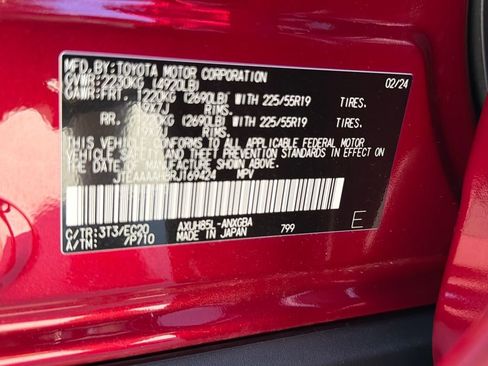 MFD. BY: TOYOTA MOTOR CORPORATION 02/24
GVWR: 2230KG (4920LB)
GAWR: FRT. 1220KG (2690LB) WITH 225/55R19 TIRES.
19X7J RIMS.
RR. 1220KG (2690LB) WITH 225/55R19 TIRES.
19X7J RIMS.
THIS VEHICLE CONFORMS TO ALL APPLICABLE FEDERAL MOTOR
VEHICLE SAFETY AND THEFT PREVENTION STANDARDS IN EFFECT
ON THE DATE OF MANUFACTURE SHOWN ABOVE.
MPV
C/TR: 3T3/EC20 AXUH85L-ANXGBA E
A/TM: 7P710 MADE IN JAPAN 799